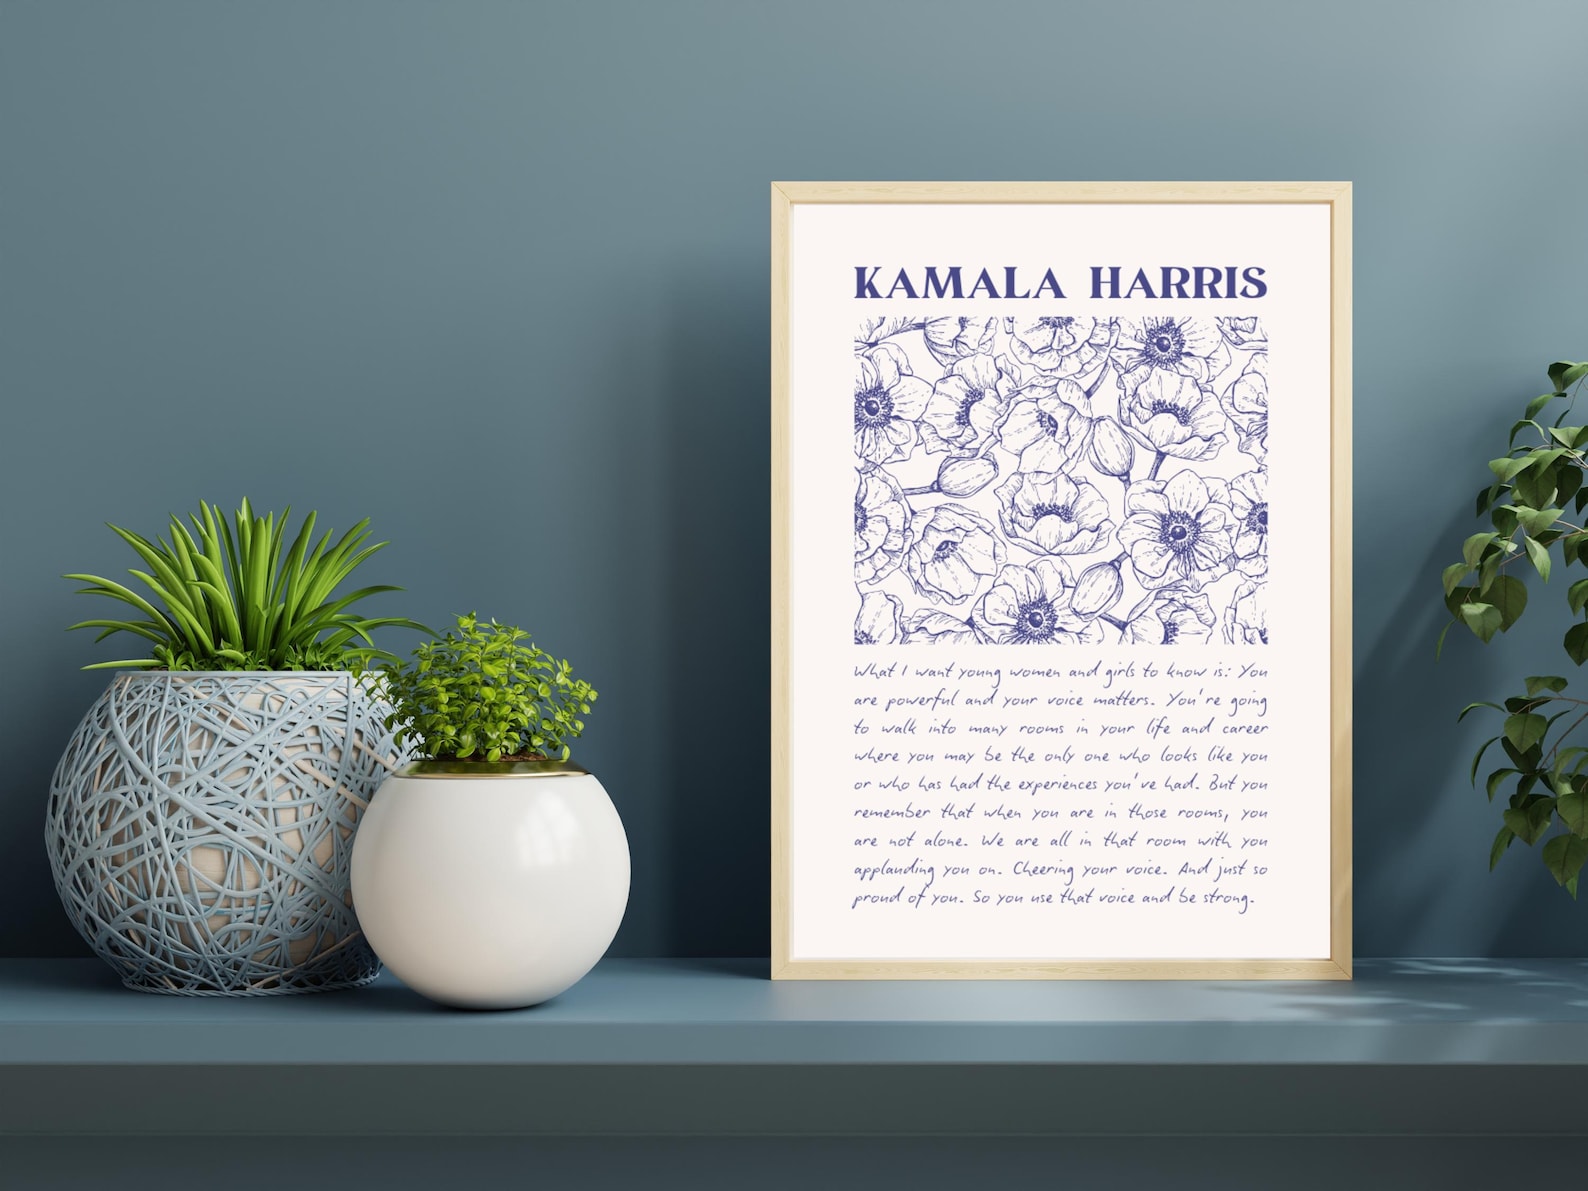 KAMALA HARRIS
What I want young women and girls to know is: You
are powerful and your voice matters. You're going
to walk into many rooms in your life and career
where you may be the only one who looks like you
or who has had the experiences you've had. But you
remember that when you are in those rooms, you
are not alone. We are all in that room with you
applauding you on. Cheering your voice. And just so
proud of you. So you use that voice and be strong.